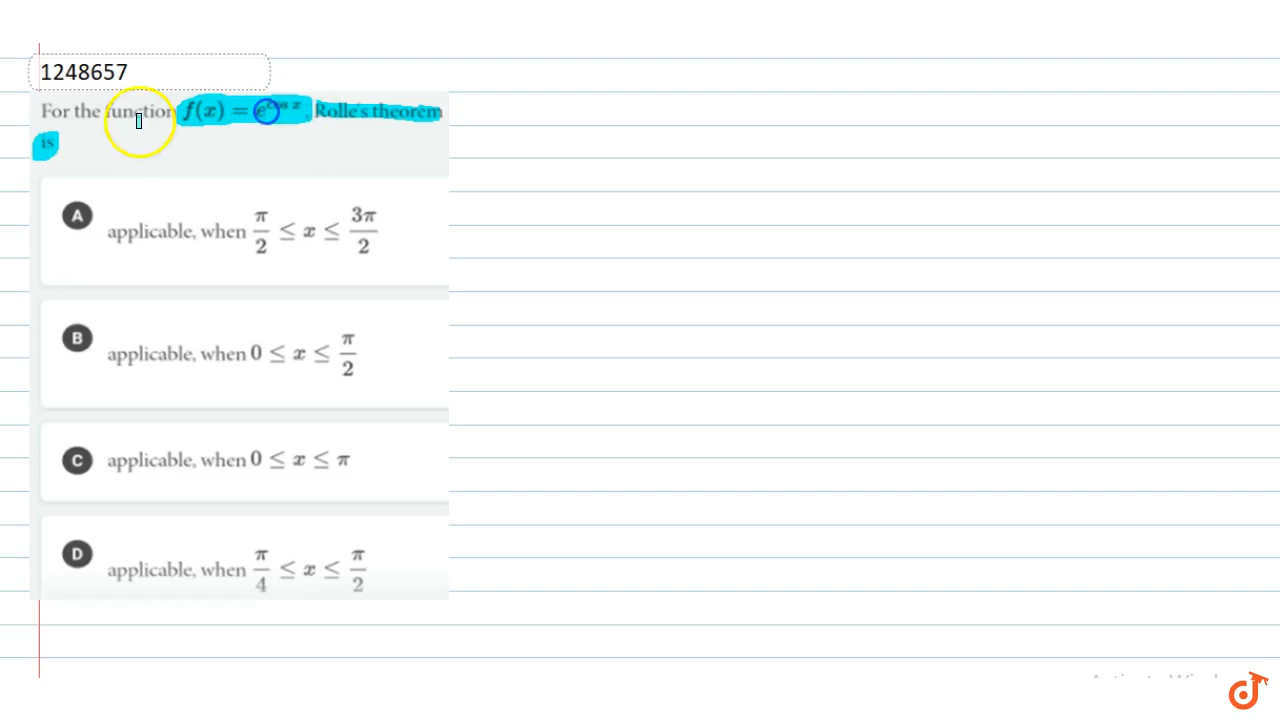 1248657
For the function f(x) = e^{cos x}, Rolle's theorem
is
A applicable, when π/2 ≤ x ≤ 3π/2
B applicable, when 0 ≤ x ≤ π/2
C applicable, when 0 ≤ x ≤ π
D applicable, when π/4 ≤ x ≤ π/2